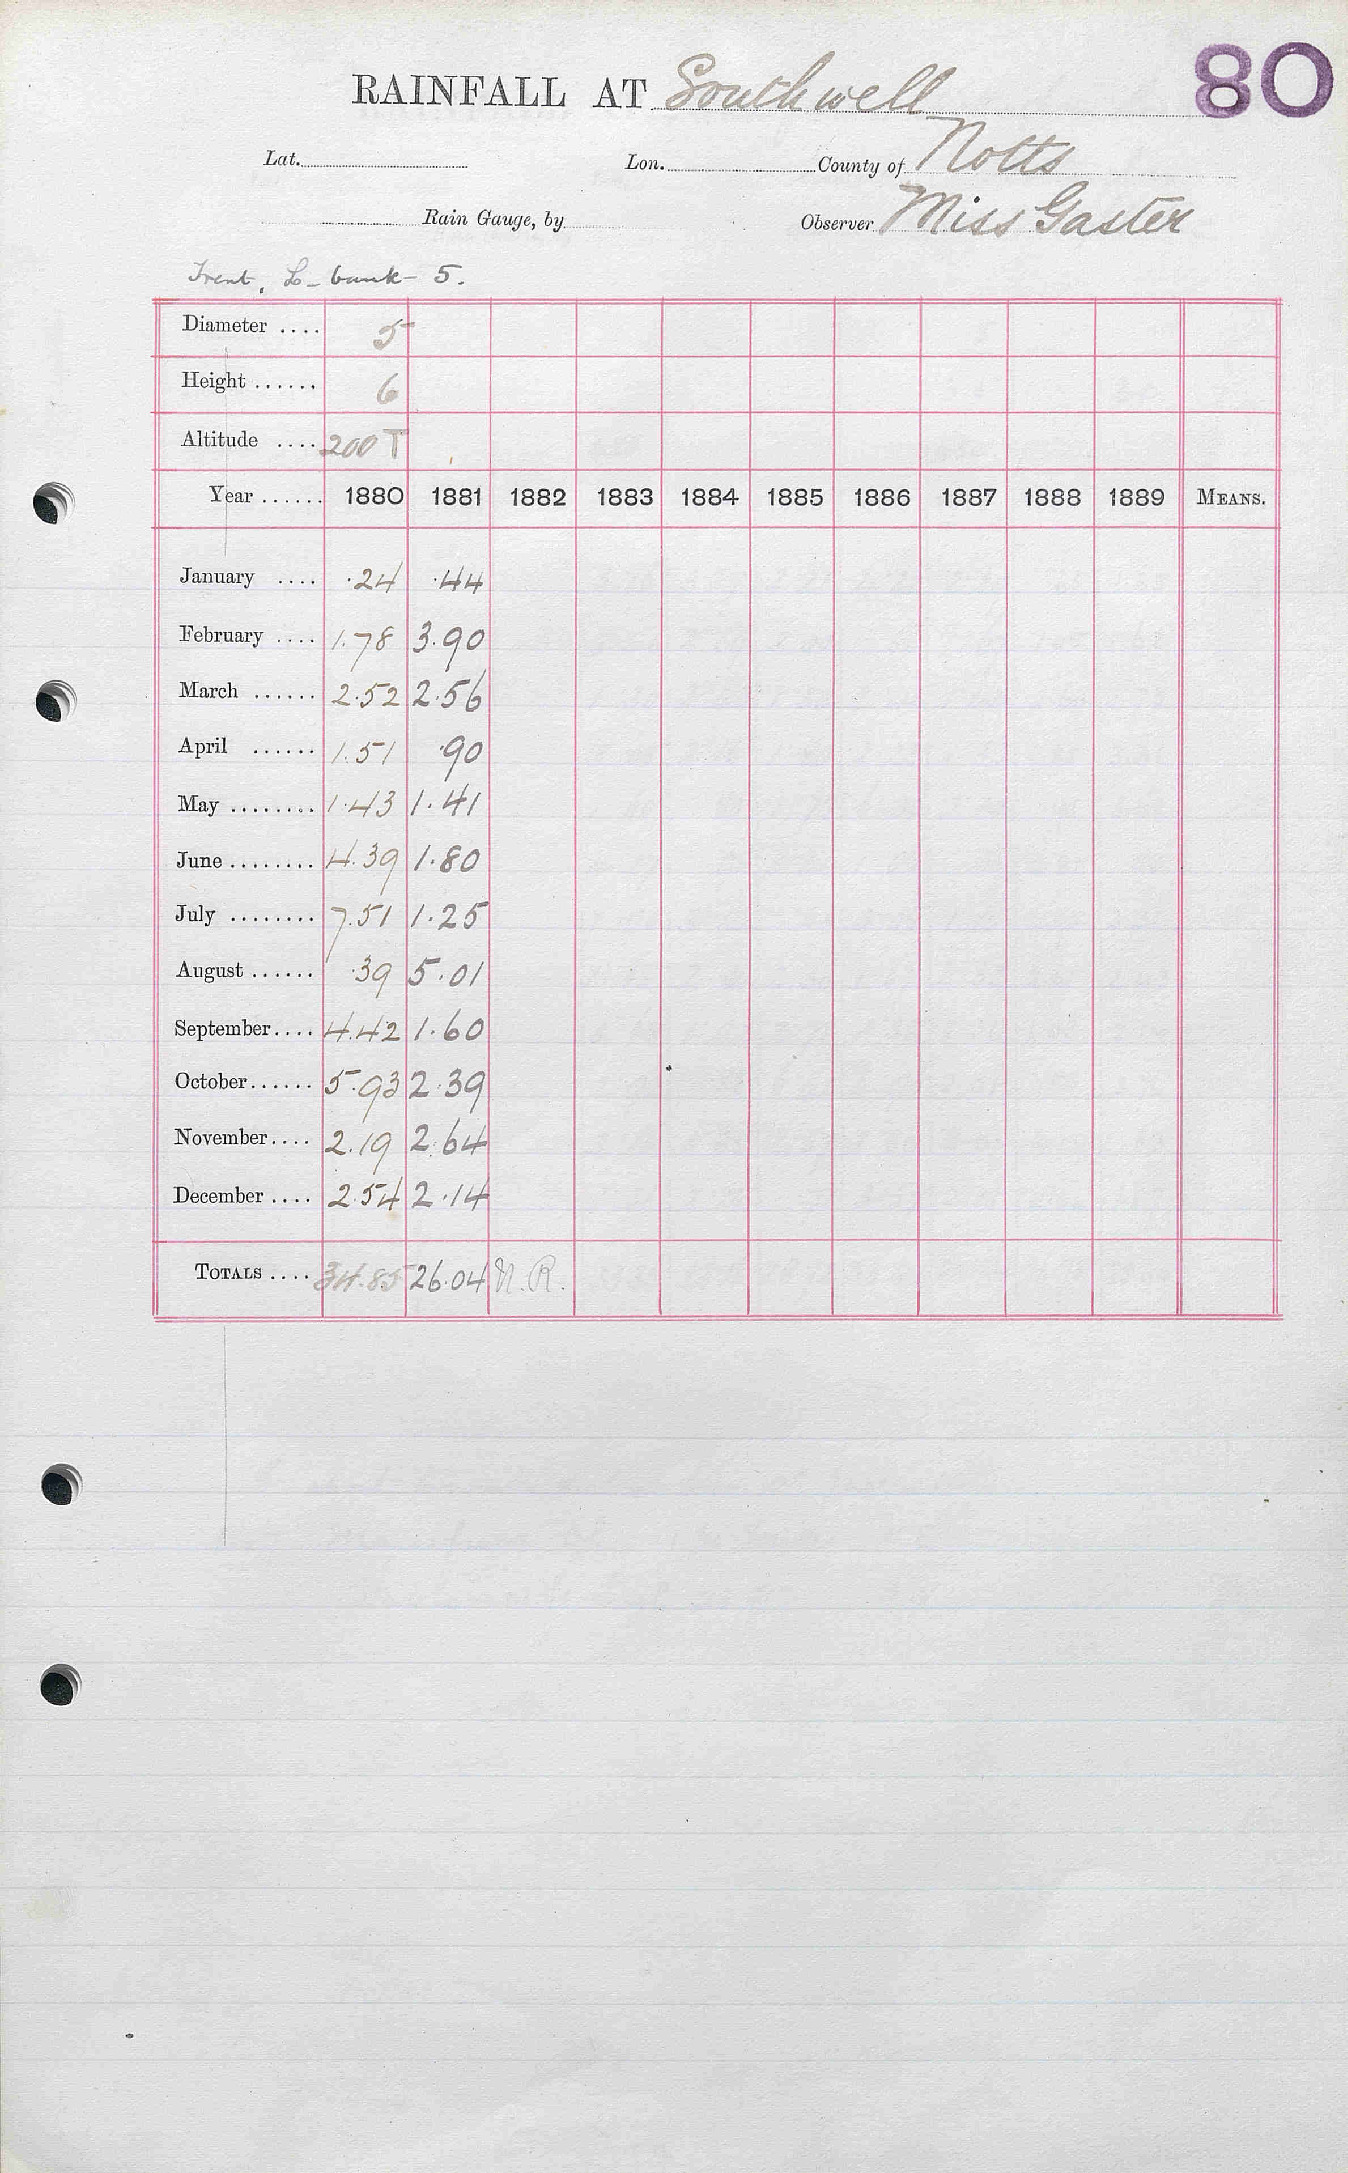 80
RAINFALL AT Southwell
Lat. Lon. County of Notts
Rain Gauge, by Observer Miss Gaster
Trent, L. bank 5.
Diameter .... 5
Height ...... 6
Altitude .... 200 T
Year ...... 1880 1881 1882 1883 1884 1885 1886 1887 1888 1889 MEANS.
January .... .24 .44
February .... 1.78 3.90
March ...... 2.52 2.56
April ...... 1.51 .90
May ........ 1.43 1.41
June ........ 4.39 1.80
July ........ 7.51 1.25
August ...... .39 5.01
September.... 4.42 1.60
October...... 5.93 2.39
November.... 2.19 2.64
December .... 2.54 2.14
TOTALS .... 34.85 26.04 N.R.